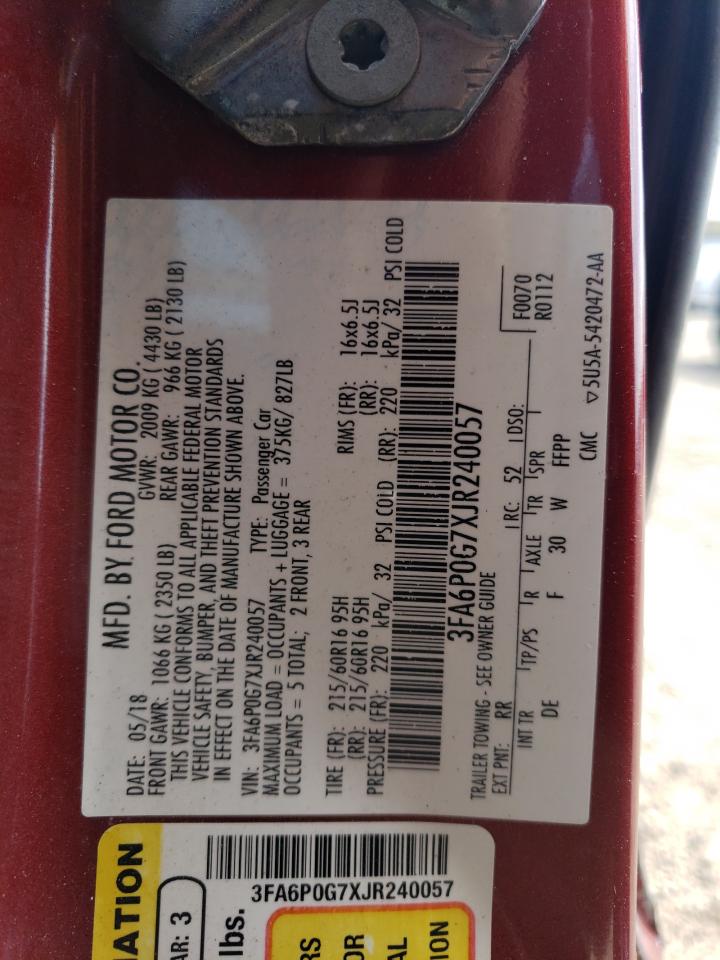 MFD. BY FORD MOTOR CO.
DATE: 05/18 GVWR: 2009 KG ( 4430 LB)
FRONT GAWR: 1066 KG ( 2350 LB) REAR GAWR: 966 KG ( 2130 LB)
THIS VEHICLE CONFORMS TO ALL APPLICABLE FEDERAL MOTOR
VEHICLE SAFETY, BUMPER, AND THEFT PREVENTION STANDARDS
IN EFFECT ON THE DATE OF MANUFACTURE SHOWN ABOVE.
VIN: 3FA6P0G7XJR240057 TYPE: Passenger Car
MAXIMUM LOAD = OCCUPANTS + LUGGAGE = 375KG/ 827LB
OCCUPANTS = 5 TOTAL; 2 FRONT, 3 REAR
TIRE (FR): 215/60R16 95H RIMS (FR): 16x6.5J
(RR): 215/60R16 95H (RR): 16x6.5J
PRESSURE (FR): 220 kPa/ 32 PSI COLD (RR): 220 kPa/ 32 PSI COLD
3FA6P0G7XJR240057
TRAILER TOWING - SEE OWNER GUIDE
EXT PNT: RR RC: 52 DSO: F0070
R0112
INT TR TP/PS R AXLE TR SPR
DE F 30 W FFPP
CMC ▽5U5A-5420472-AA
3FA6P0G7XJR240057
MATION
AR: 3
lbs.
RS
OR
AL
ION